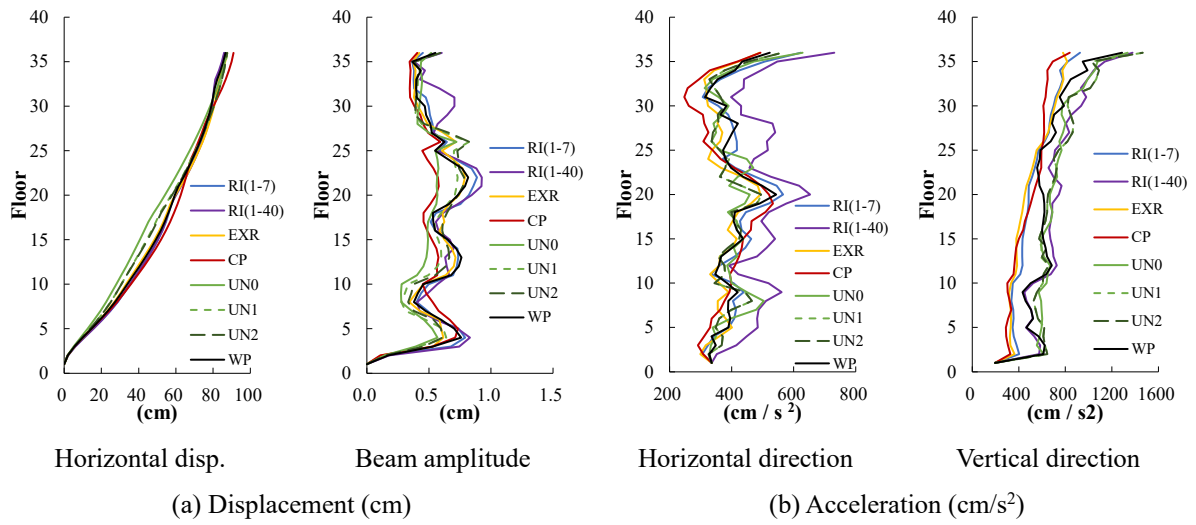 40
35
30
25
20
15
10
5
0
Floor
0 20 40 60 80 100
(cm)
RI(1-7)
RI(1-40)
EXR
CP
UN0
UN1
UN2
WP
Horizontal disp.
40
35
30
25
20
15
10
5
0
Floor
0 0.5 1.0 1.5
(cm)
RI(1-7)
RI(1-40)
EXR
CP
UN0
UN1
UN2
WP
Beam amplitude
(a) Displacement (cm)
40
35
30
25
20
15
10
5
0
Floor
200 400 600 800
(cm / s 2)
RI(1-7)
RI(1-40)
EXR
CP
UN0
UN1
UN2
WP
Horizontal direction
40
35
30
25
20
15
10
5
0
Floor
0 400 800 1200 1600
(cm / s2)
RI(1-7)
RI(1-40)
EXR
CP
UN0
UN1
UN2
WP
Vertical direction
(b) Acceleration (cm/s²)